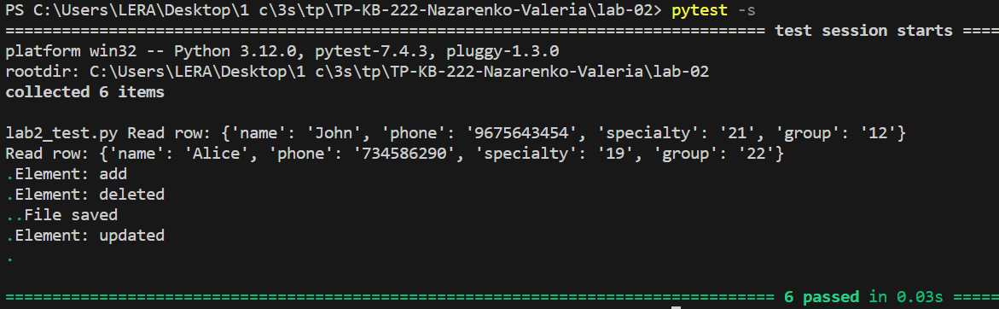 PS C:\Users\LERA\Desktop\1 c\3s\tp\TP-KB-222-Nazarenko-Valeria\lab-02> pytest -s
================================================================================= test session starts ====
platform win32 -- Python 3.12.0, pytest-7.4.3, pluggy-1.3.0
rootdir: C:\Users\LERA\Desktop\1 c\3s\tp\TP-KB-222-Nazarenko-Valeria\lab-02
collected 6 items

lab2_test.py Read row: {'name': 'John', 'phone': '9675643454', 'specialty': '21', 'group': '12'}
Read row: {'name': 'Alice', 'phone': '734586290', 'specialty': '19', 'group': '22'}
.Element: add
.Element: deleted
..File saved
.Element: updated
.

================================================================================== 6 passed in 0.03s =====